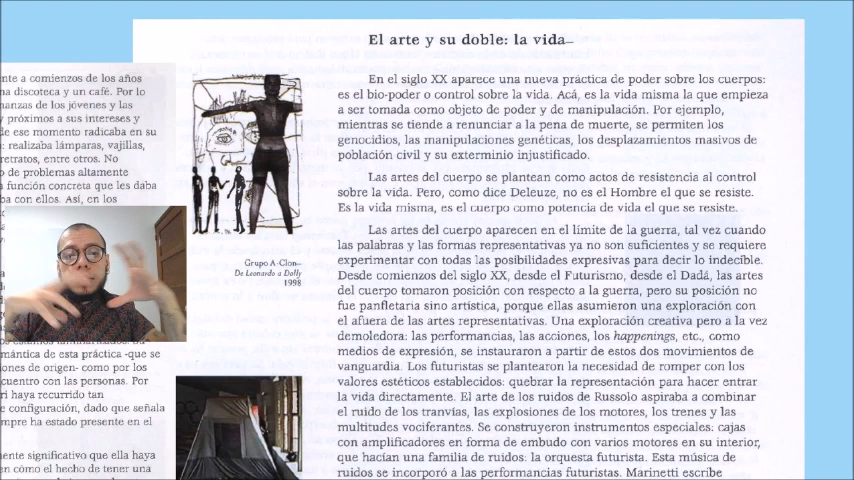 El arte y su doble: la vida–
En el siglo XX aparece una nueva práctica de poder sobre los cuerpos:
es el bio-poder o control sobre la vida. Acá, es la vida misma la que empieza
a ser tomada como objeto de poder y de manipulación. Por ejemplo,
mientras se tiende a renunciar a la pena de muerte, se permiten los
genocidios, las manipulaciones genéticas, los desplazamientos masivos de
población civil y su exterminio injustificado.
Las artes del cuerpo se plantean como actos de resistencia al control
sobre la vida. Pero, como dice Deleuze, no es el Hombre el que se resiste.
Es la vida misma, es el cuerpo como potencia de vida el que se resiste.
Las artes del cuerpo aparecen en el límite de la guerra, tal vez cuando
las palabras y las formas representativas ya no son suficientes y se requiere
experimentar con todas las posibilidades expresivas para decir lo indecible.
Desde comienzos del siglo XX, desde el Futurismo, desde el Dadá, las artes
del cuerpo tomaron posición con respecto a la guerra, pero su posición no
fue panfletaria sino artística, porque ellas asumieron una exploración con
el afuera de las artes representativas. Una exploración creativa pero a la vez
demoledora: las performancias, las acciones, los happenings, etc., como
medios de expresión, se instauraron a partir de estos dos movimientos de
vanguardia. Los futuristas se plantearon la necesidad de romper con los
valores estéticos establecidos: quebrar la representación para hacer entrar
la vida directamente. El arte de los ruidos de Russolo aspiraba a combinar
el ruido de los tranvías, las explosiones de los motores, los trenes y las
multitudes vociferantes. Se construyeron instrumentos especiales: cajas
con amplificadores en forma de embudo con varios motores en su interior,
que hacían una familia de ruidos: la orquesta futurista. Esta música de
ruidos se incorporó a las performancias futuristas. Marinetti escribe
Grupo A-Clon–
De Leonardo a Dolly
1998
nte a comienzos de los años
na discoteca y un café. Por lo
nanzas de los jóvenes y las
y próximos a sus intereses y
de ese momento radicaba en su
: realizaba lámparas, vajillas,
retratos, entre otros. No
o de problemas altamente
a función concreta que les daba
ba con ellos. Así, en los
mántica de esta práctica -que se
iones de origen- como por los
cuentro con las personas. Por
ri haya recurrido tan
e configuración, dado que señala
mpre ha estado presente en el
nente significativo que ella haya
en cómo el hecho de tener una